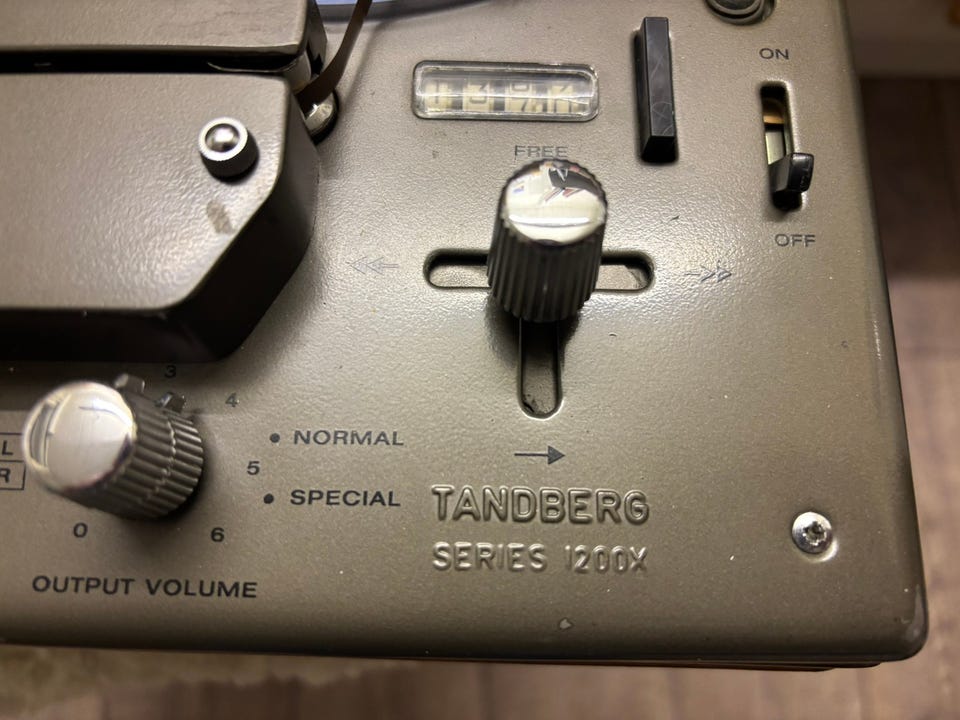 ON
FREE
OFF
3
4
NORMAL
L
5
R
SPECIAL
0
6
TANDBERG
SERIES 1200X
OUTPUT VOLUME